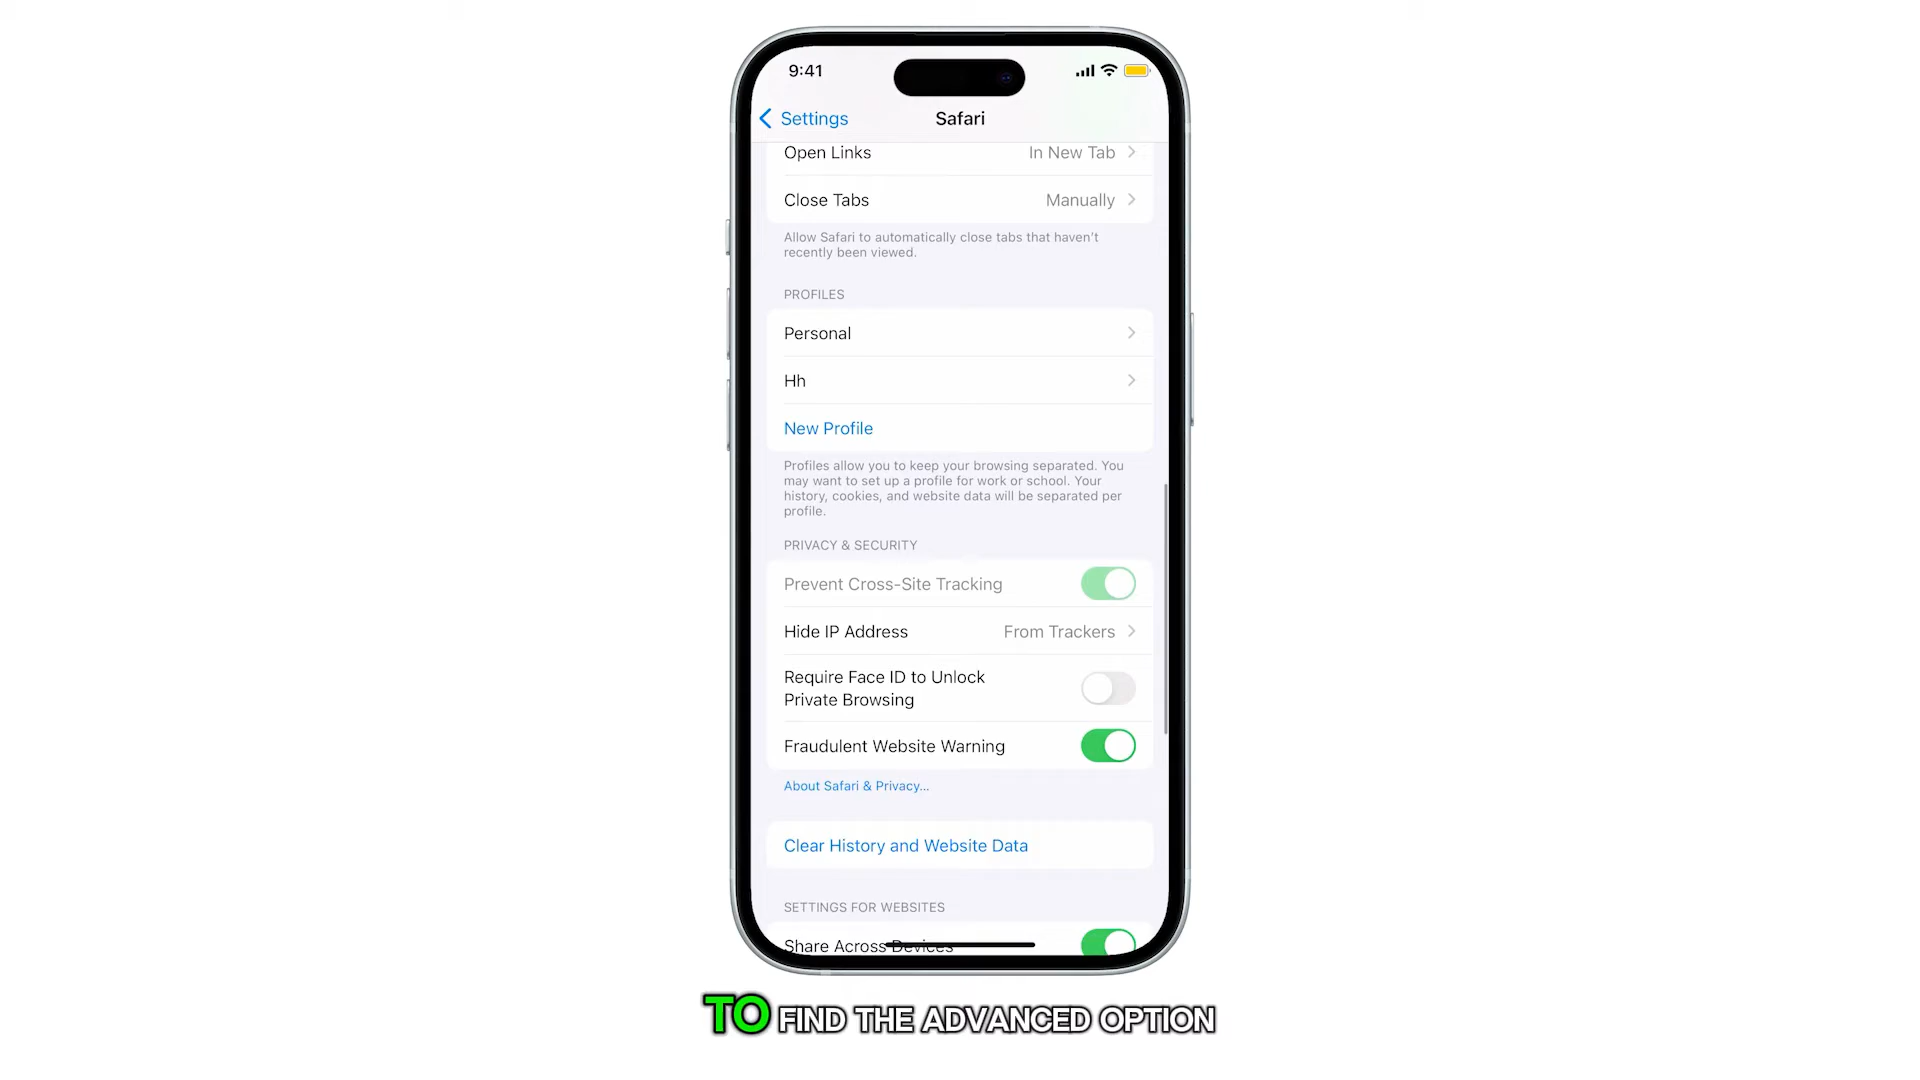 9:41
Settings
Safari
Open Links
In New Tab
Close Tabs
Manually
Allow Safari to automatically close tabs that haven't
recently been viewed.
PROFILES
Personal
Hh
New Profile
Profiles allow you to keep your browsing separated. You
may want to set up a profile for work or school. Your
history, cookies, and website data will be separated per
profile.
PRIVACY & SECURITY
Prevent Cross-Site Tracking
Hide IP Address
From Trackers
Require Face ID to Unlock
Private Browsing
Fraudulent Website Warning
About Safari & Privacy...
Clear History and Website Data
SETTINGS FOR WEBSITES
Share Across Devices
TO FIND THE ADVANCED OPTION